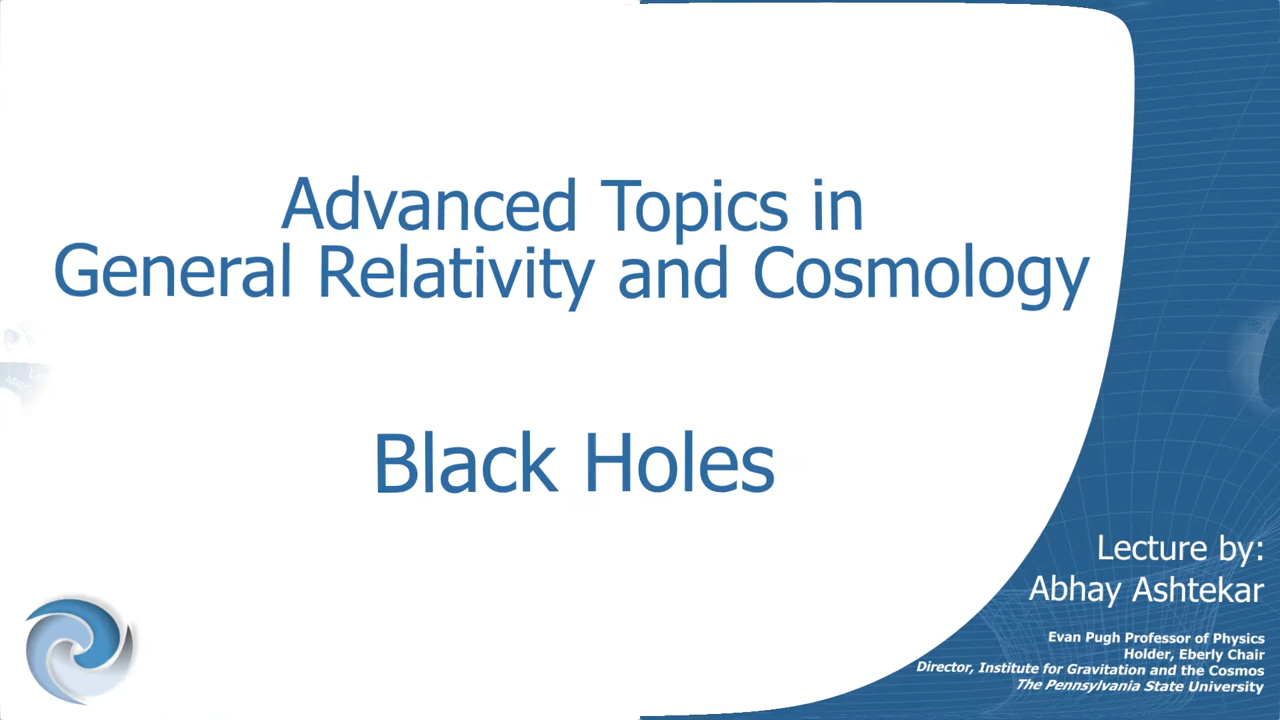 Advanced Topics in
General Relativity and Cosmology
Black Holes
Lecture by:
Abhay Ashtekar
Evan Pugh Professor of Physics
Holder, Eberly Chair
Director, Institute for Gravitation and the Cosmos
The Pennsylvania State University